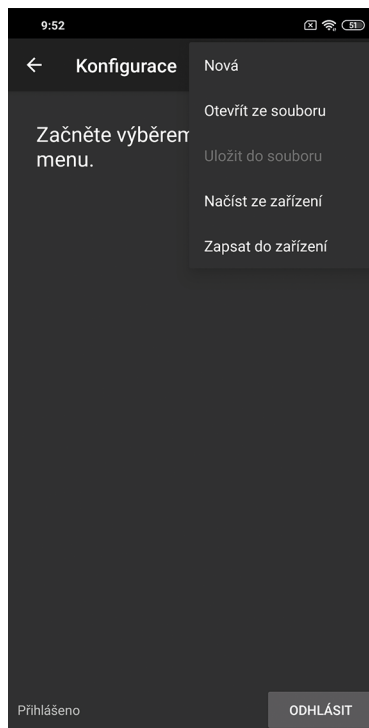 9:52
51
Konfigurace
Nová
Otevřít ze souboru
Začněte výběrem
menu.
Uložit do souboru
Načíst ze zařízení
Zapsat do zařízení
Přihlášeno
ODHLÁSIT